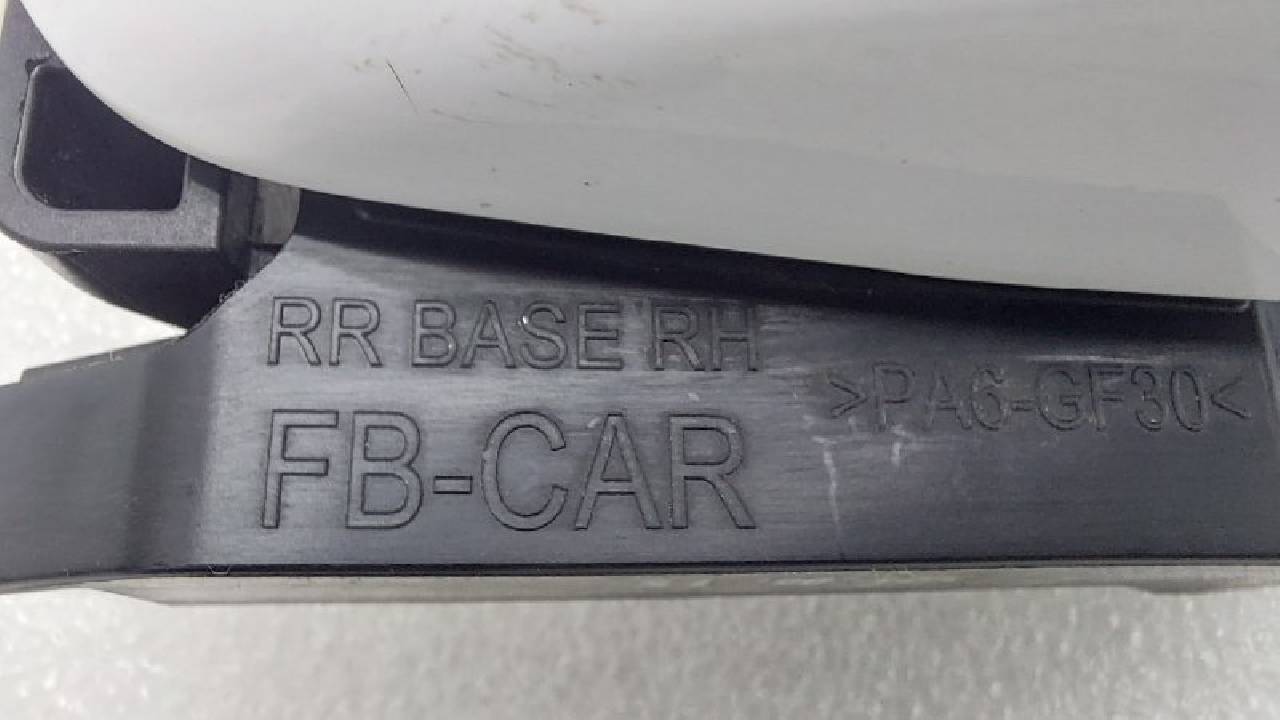 RR BASE RH
>PA6-GF30<
FB-CAR